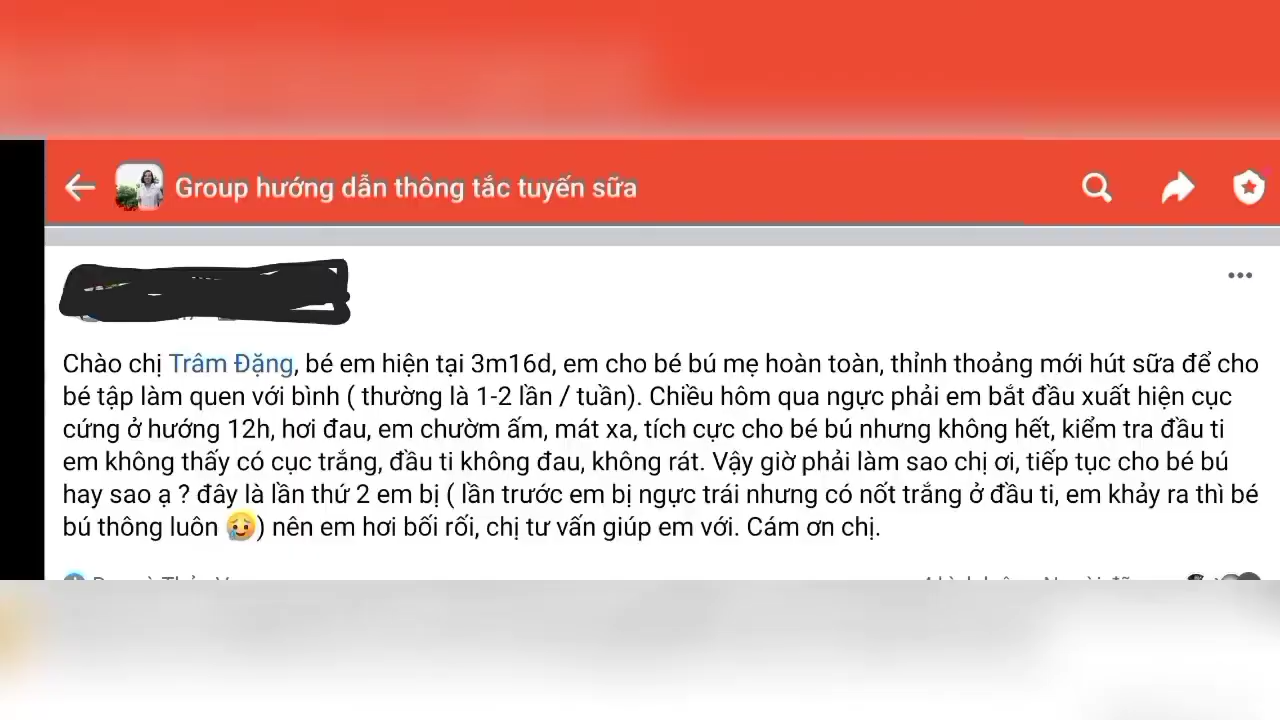 Group hướng dẫn thông tắc tuyến sữa
Chào chị Trâm Đặng, bé em hiện tại 3m16d, em cho bé bú mẹ hoàn toàn, thỉnh thoảng mới hút sữa để cho
bé tập làm quen với bình ( thường là 1-2 lần / tuần). Chiều hôm qua ngực phải em bắt đầu xuất hiện cục
cứng ở hướng 12h, hơi đau, em chườm ấm, mát xa, tích cực cho bé bú nhưng không hết, kiểm tra đầu ti
em không thấy có cục trắng, đầu ti không đau, không rát. Vậy giờ phải làm sao chị ơi, tiếp tục cho bé bú
hay sao ạ ? đây là lần thứ 2 em bị ( lần trước em bị ngực trái nhưng có nốt trắng ở đầu ti, em khảy ra thì bé
bú thông luôn 😥) nên em hơi bối rối, chị tư vấn giúp em với. Cám ơn chị.